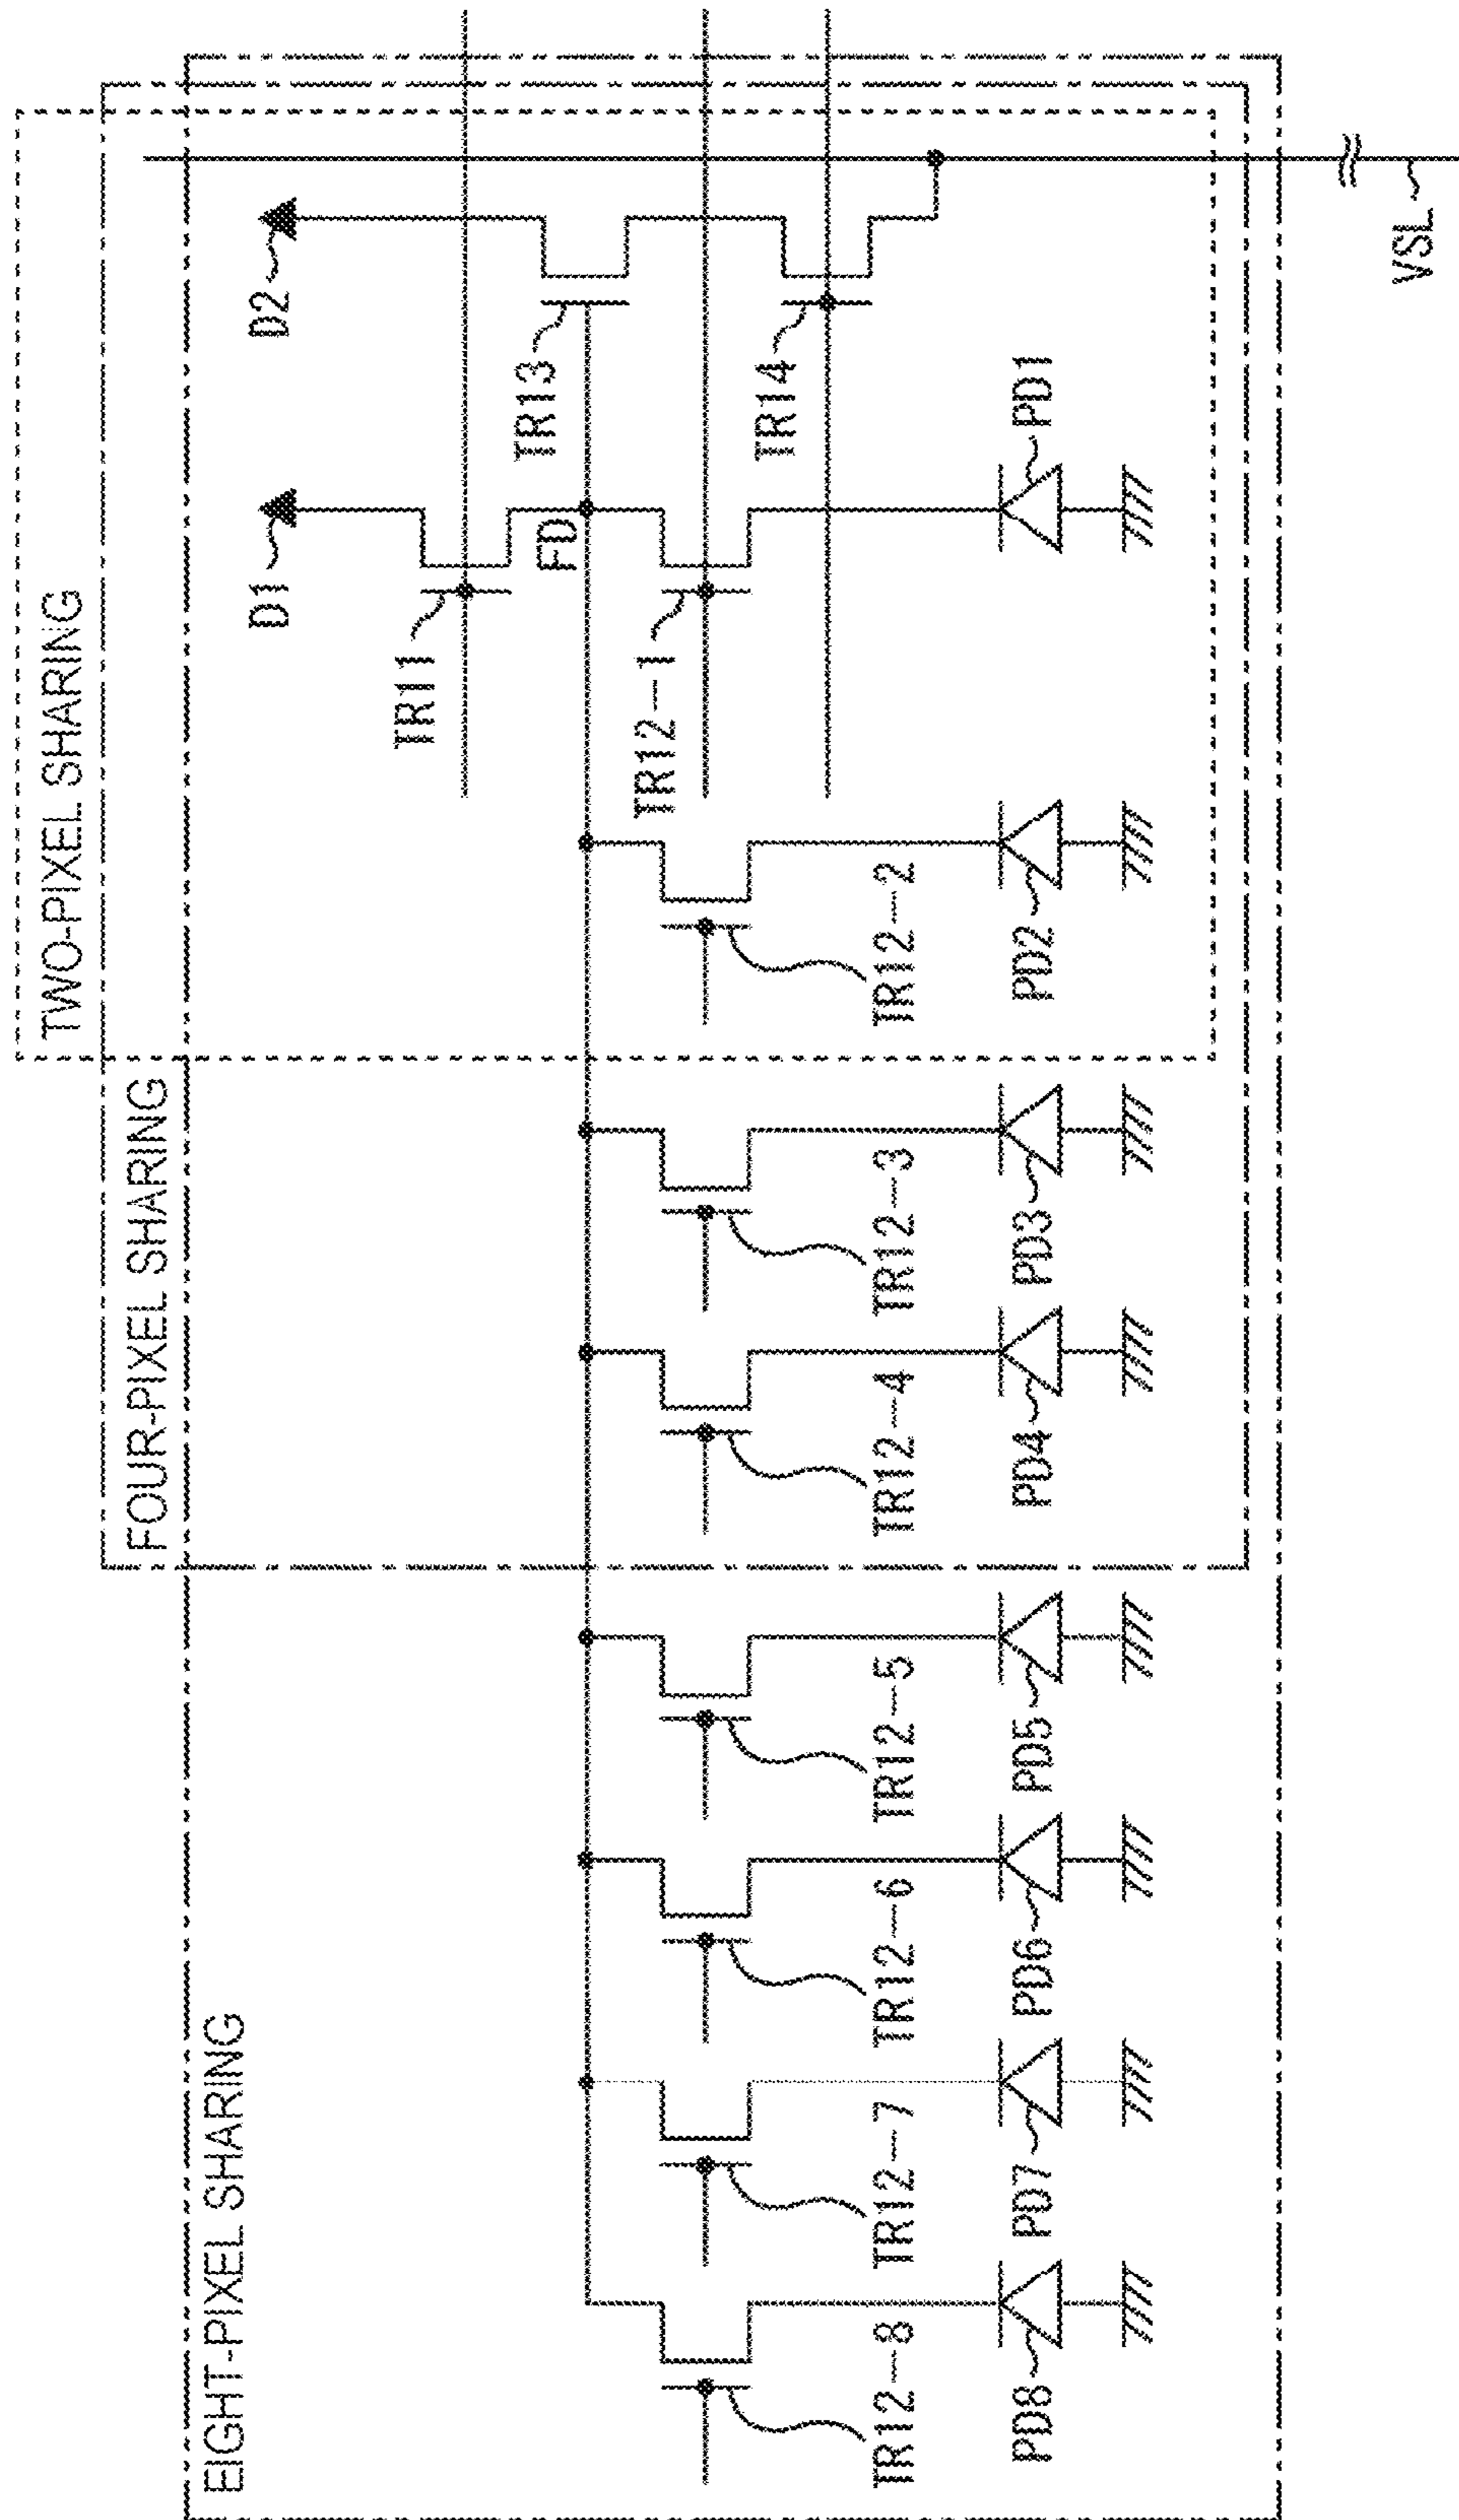 TWO-PIXEL SHARING
FOUR-PIXEL SHARING
EIGHT-PIXEL SHARING
D1
D2
TR11
TR13
FD
TR12-1
TR14
TR12-8
TR12-7
TR12-6
TR12-5
TR12-4
TR12-3
TR12-2
PD8
PD7
PD6
PD5
PD4
PD3
PD2
PD1
VSL